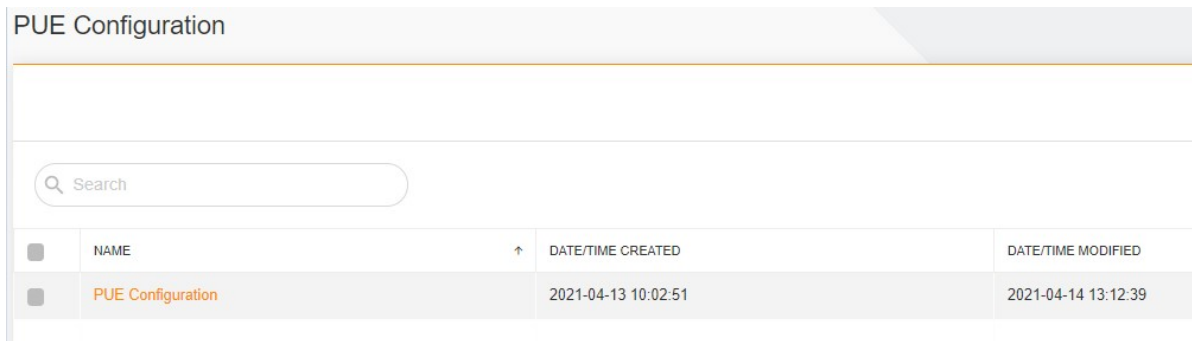 PUE Configuration
Search
NAME ↑ DATE/TIME CREATED DATE/TIME MODIFIED
PUE Configuration 2021-04-13 10:02:51 2021-04-14 13:12:39